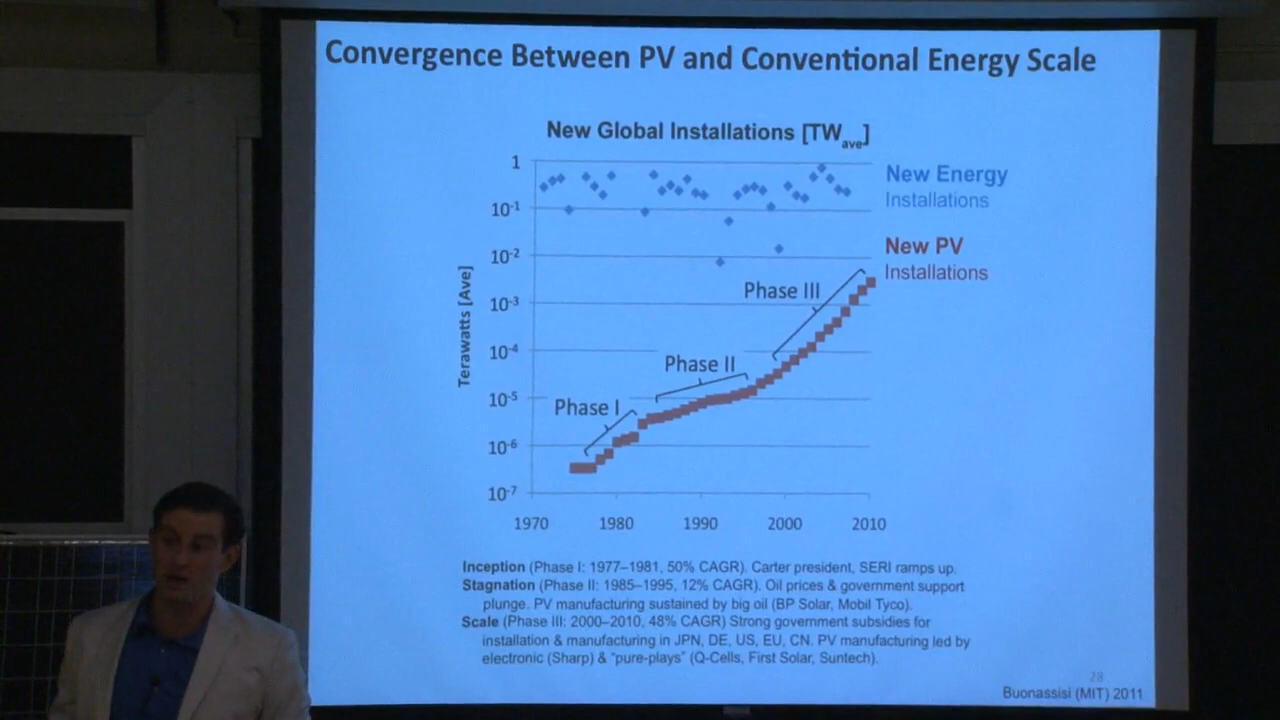 Convergence Between PV and Conventional Energy Scale
New Global Installations [TWave]
1
10-1
10-2
10-3
10-4
10-5
10-6
10-7
Terawatts [Ave]
1970 1980 1990 2000 2010
New Energy
Installations
New PV
Installations
Phase III
Phase II
Phase I
Inception (Phase I: 1977–1981, 50% CAGR). Carter president, SERI ramps up.
Stagnation (Phase II: 1985–1995, 12% CAGR). Oil prices & government support
plunge. PV manufacturing sustained by big oil (BP Solar, Mobil Tyco).
Scale (Phase III: 2000–2010, 48% CAGR) Strong government subsidies for
installation & manufacturing in JPN, DE, US, EU, CN. PV manufacturing led by
electronic (Sharp) & "pure-plays" (Q-Cells, First Solar, Suntech).
28
Buonassisi (MIT) 2011